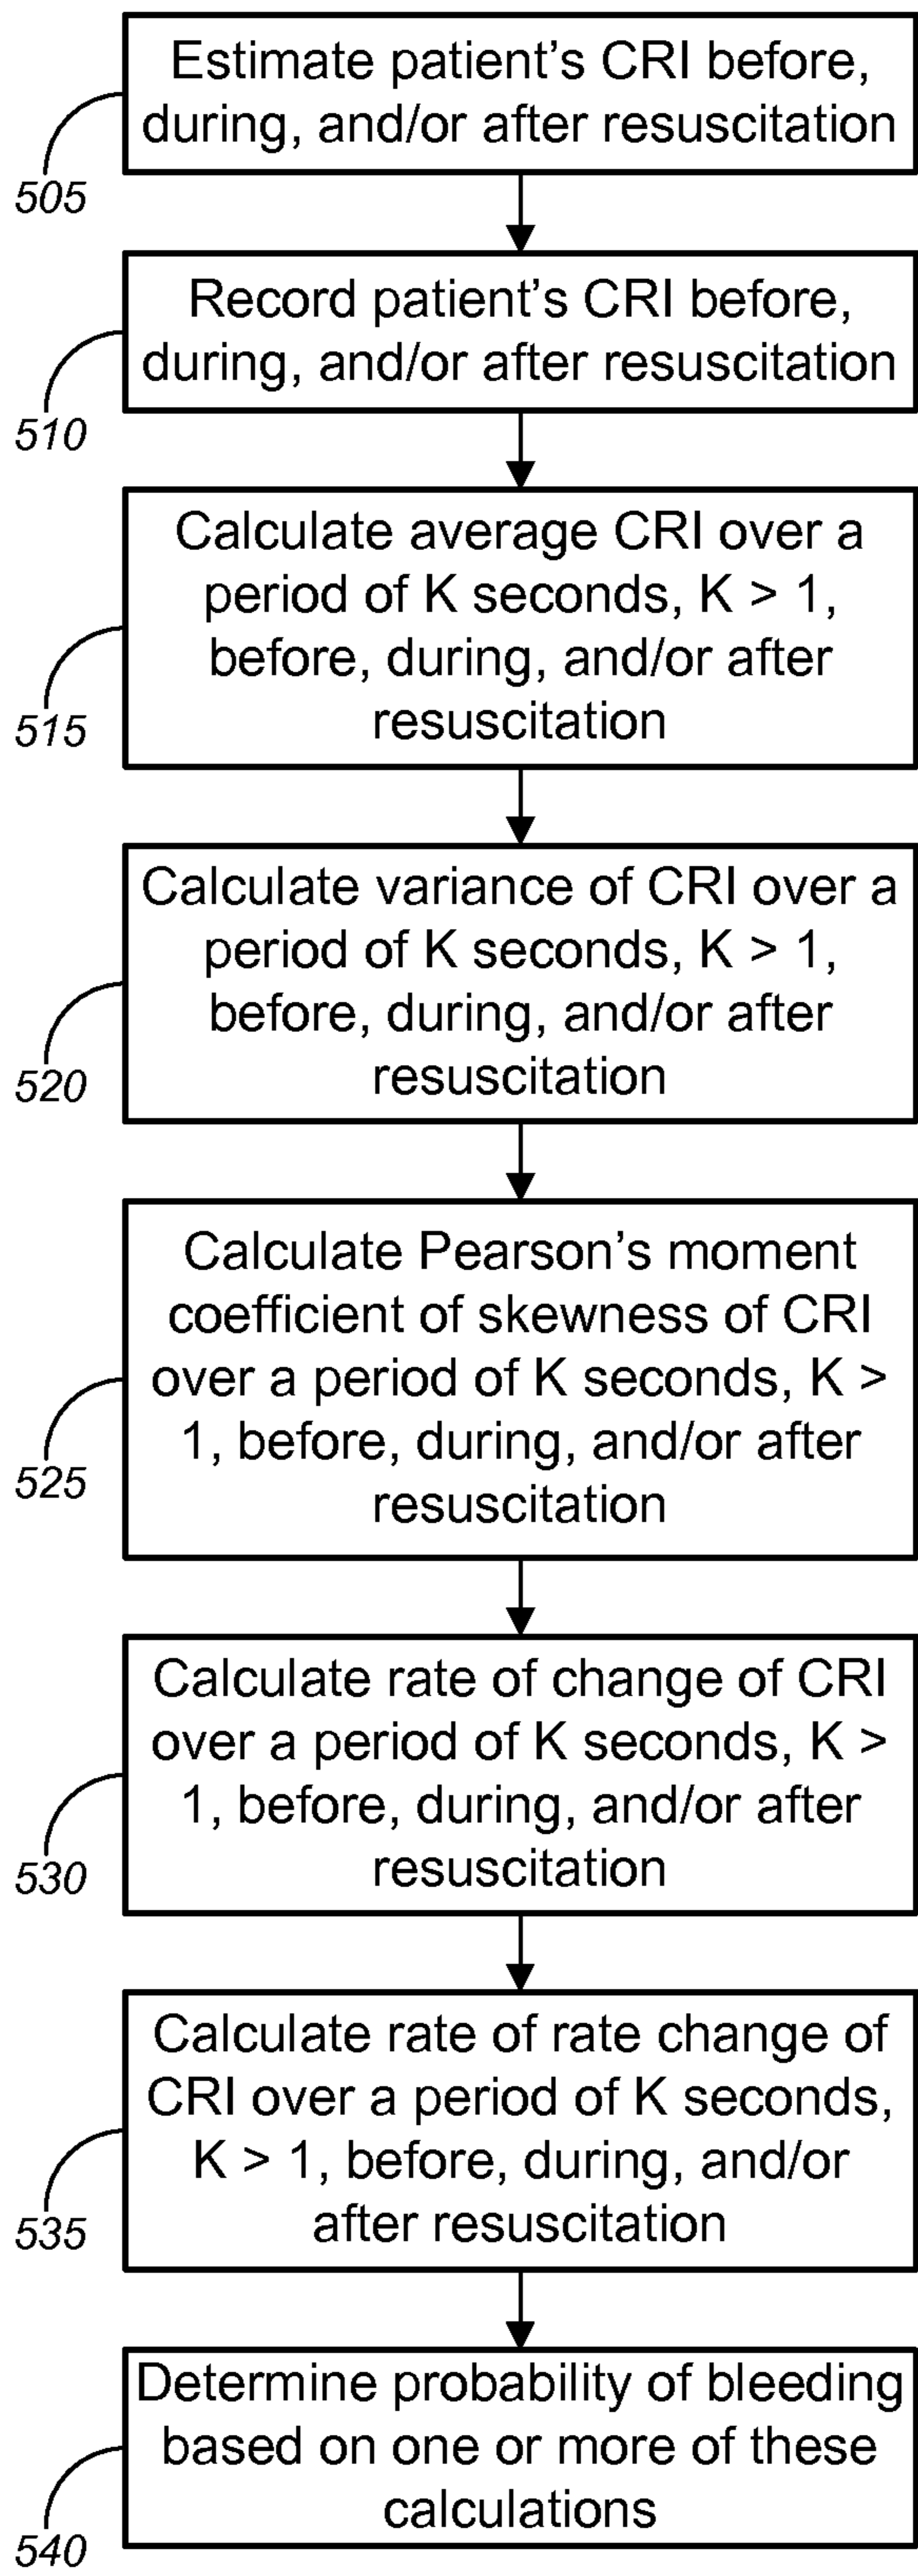 Estimate patient's CRI before,
during, and/or after resuscitation
505
Record patient's CRI before,
during, and/or after resuscitation
510
Calculate average CRI over a
period of K seconds, K > 1,
before, during, and/or after
resuscitation
515
Calculate variance of CRI over a
period of K seconds, K > 1,
before, during, and/or after
resuscitation
520
Calculate Pearson's moment
coefficient of skewness of CRI
over a period of K seconds, K >
1, before, during, and/or after
resuscitation
525
Calculate rate of change of CRI
over a period of K seconds, K >
1, before, during, and/or after
resuscitation
530
Calculate rate of rate change of
CRI over a period of K seconds,
K > 1, before, during, and/or
after resuscitation
535
Determine probability of bleeding
based on one or more of these
calculations
540